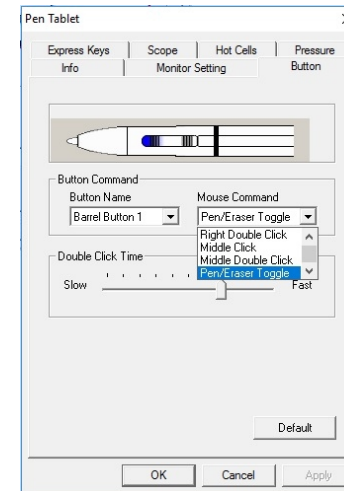 Pen Tablet
Express Keys Scope Hot Cells Pressure
Info Monitor Setting Button
Button Command
Button Name Mouse Command
Barrel Button 1 Pen/Eraser Toggle
Right Double Click
Middle Click
Middle Double Click
Pen/Eraser Toggle
Double Click Time
Slow Fast
Default
OK Cancel Apply